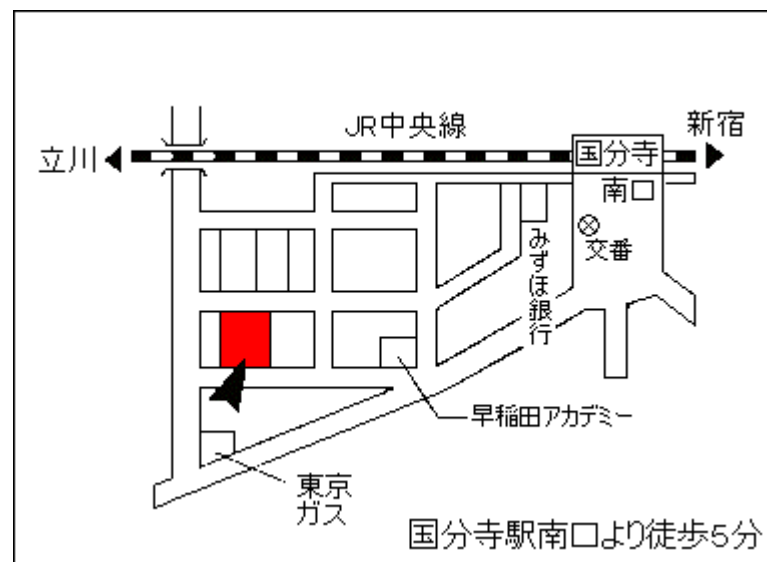 JR中央線
新宿
立川
国分寺
南口
交番
みずほ銀行
早稲田アカデミー
東京
ガス
国分寺駅南口より徒歩5分